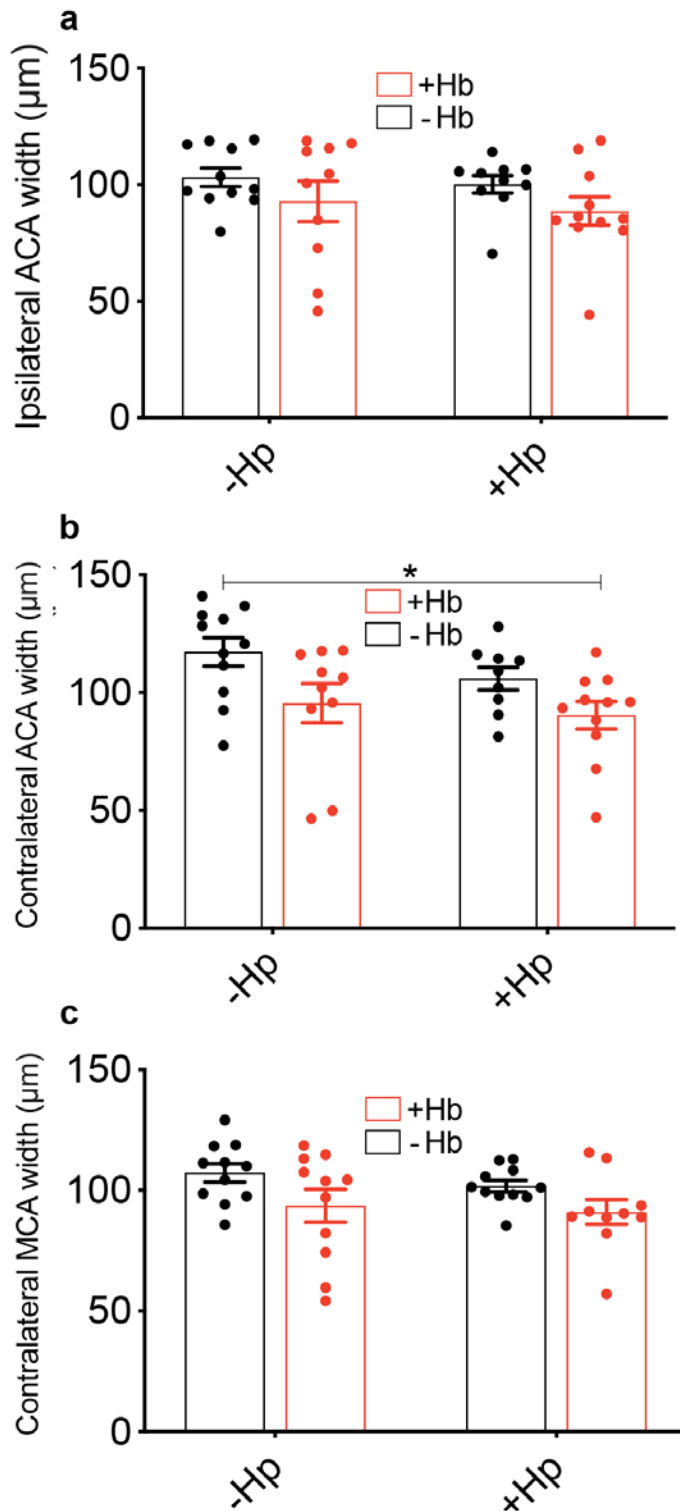 a
Ipsilateral ACA width (µm)
150
100
50
0
+Hb
-Hb
-Hp
+Hp
b
Contralateral ACA width (µm)
150
100
50
0
*
+Hb
-Hb
-Hp
+Hp
c
Contralateral MCA width (µm)
150
100
50
0
+Hb
-Hb
-Hp
+Hp